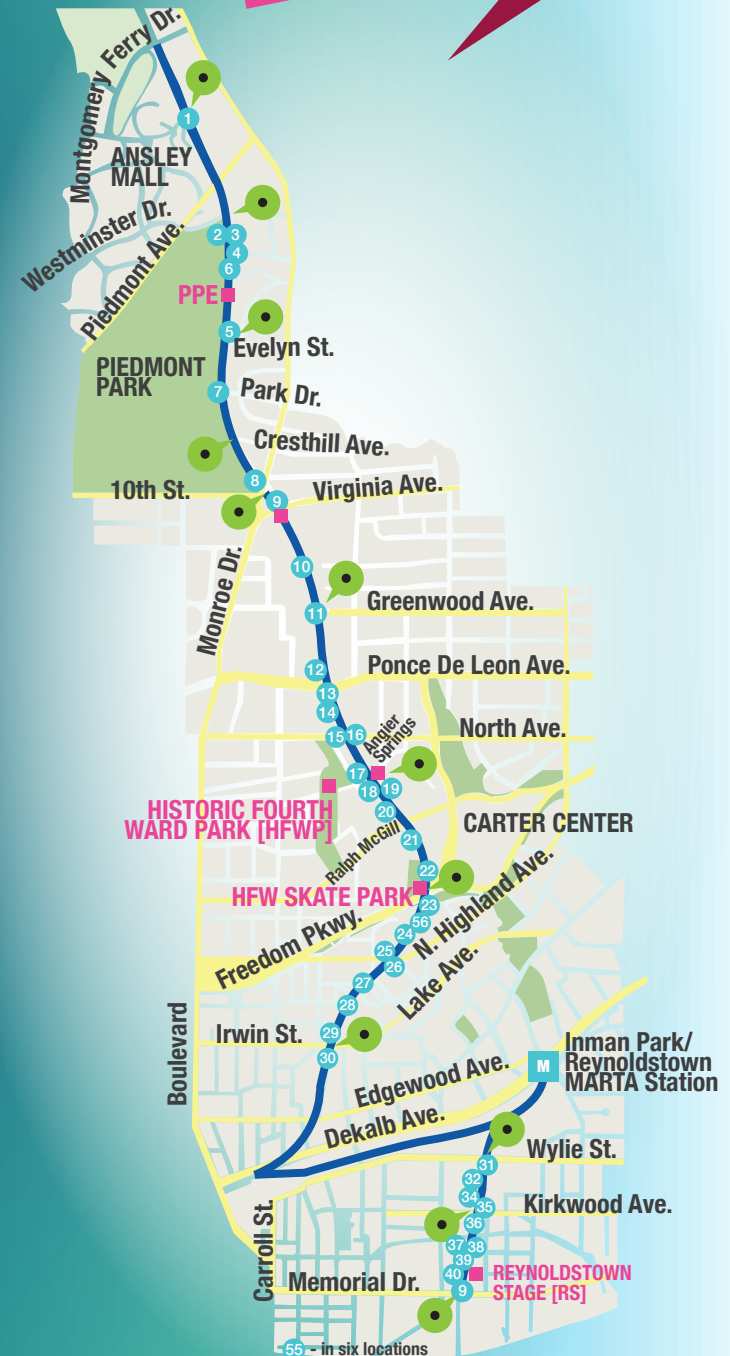 Montgomery Ferry Dr.
1
ANSLEY
MALL
Westminster Dr.
Piedmont Ave.
2
3
4
6
PPE
5
Evelyn St.
PIEDMONT
PARK
7
Park Dr.
Cresthill Ave.
8
10th St.
9
Virginia Ave.
Monroe Dr.
10
11
Greenwood Ave.
12
Ponce De Leon Ave.
13
14
15
16
Angier
Springs
North Ave.
17
18
19
HISTORIC FOURTH
WARD PARK [HFWP]
20
Ralph McGill
21
CARTER CENTER
22
HFW SKATE PARK
23
56
24
Freedom Pkwy.
N. Highland Ave.
25
26
27
Lake Ave.
28
Boulevard
Irwin St.
29
30
Edgewood Ave.
M
Inman Park/
Reynoldstown
MARTA Station
Dekalb Ave.
Wylie St.
31
32
34
35
Kirkwood Ave.
36
Carroll St.
37
38
39
40
REYNOLDSTOWN
STAGE [RS]
Memorial Dr.
9
55 - in six locations